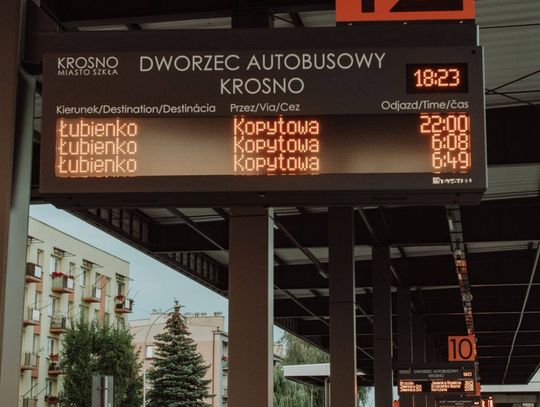 12
KROSNO
MIASTO SZKŁA
DWORZEC AUTOBUSOWY
KROSNO
18:23
Kierunek/Destination/Destinácia Przez/Via/Cez Odjazd/Time/čas
Łubienko Kopytowa 22:00
Łubienko Kopytowa 6:08
Łubienko Kopytowa 6:49
10